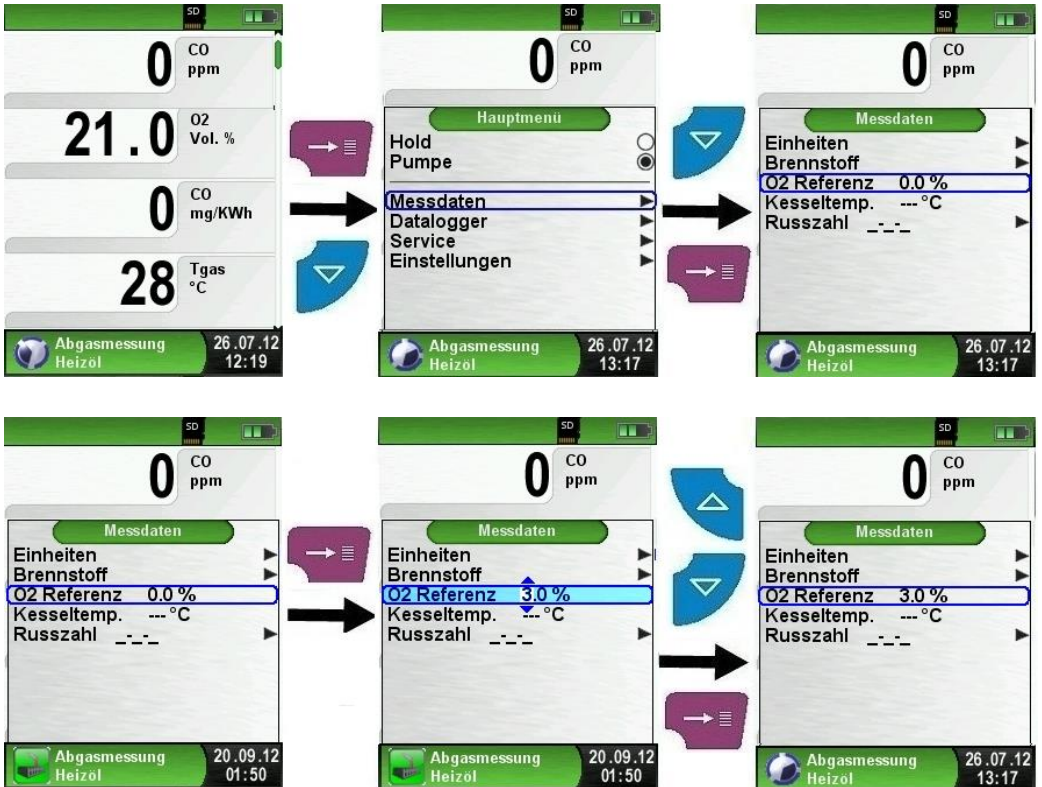 SD
0 CO
ppm
21.0 O2
Vol. %
0 CO
mg/KWh
28 Tgas
°C
Abgasmessung 26.07.12
Heizöl 12:19
SD
0 CO
ppm
Hauptmenü
Hold
Pumpe
Messdaten
Datalogger
Service
Einstellungen
Abgasmessung 26.07.12
Heizöl 13:17
SD
0 CO
ppm
Messdaten
Einheiten
Brennstoff
O2 Referenz 0.0 %
Kesseltemp. --- °C
Russzahl _-_-_
Abgasmessung 26.07.12
Heizöl 13:17
SD
0 CO
ppm
Messdaten
Einheiten
Brennstoff
O2 Referenz 0.0 %
Kesseltemp. --- °C
Russzahl _-_-_
Abgasmessung 20.09.12
Heizöl 01:50
SD
0 CO
ppm
Messdaten
Einheiten
Brennstoff
O2 Referenz 3.0 %
Kesseltemp. --- °C
Russzahl _-_-_
Abgasmessung 20.09.12
Heizöl 01:50
SD
0 CO
ppm
Messdaten
Einheiten
Brennstoff
O2 Referenz 3.0 %
Kesseltemp. --- °C
Russzahl _-_-_
Abgasmessung 26.07.12
Heizöl 13:17